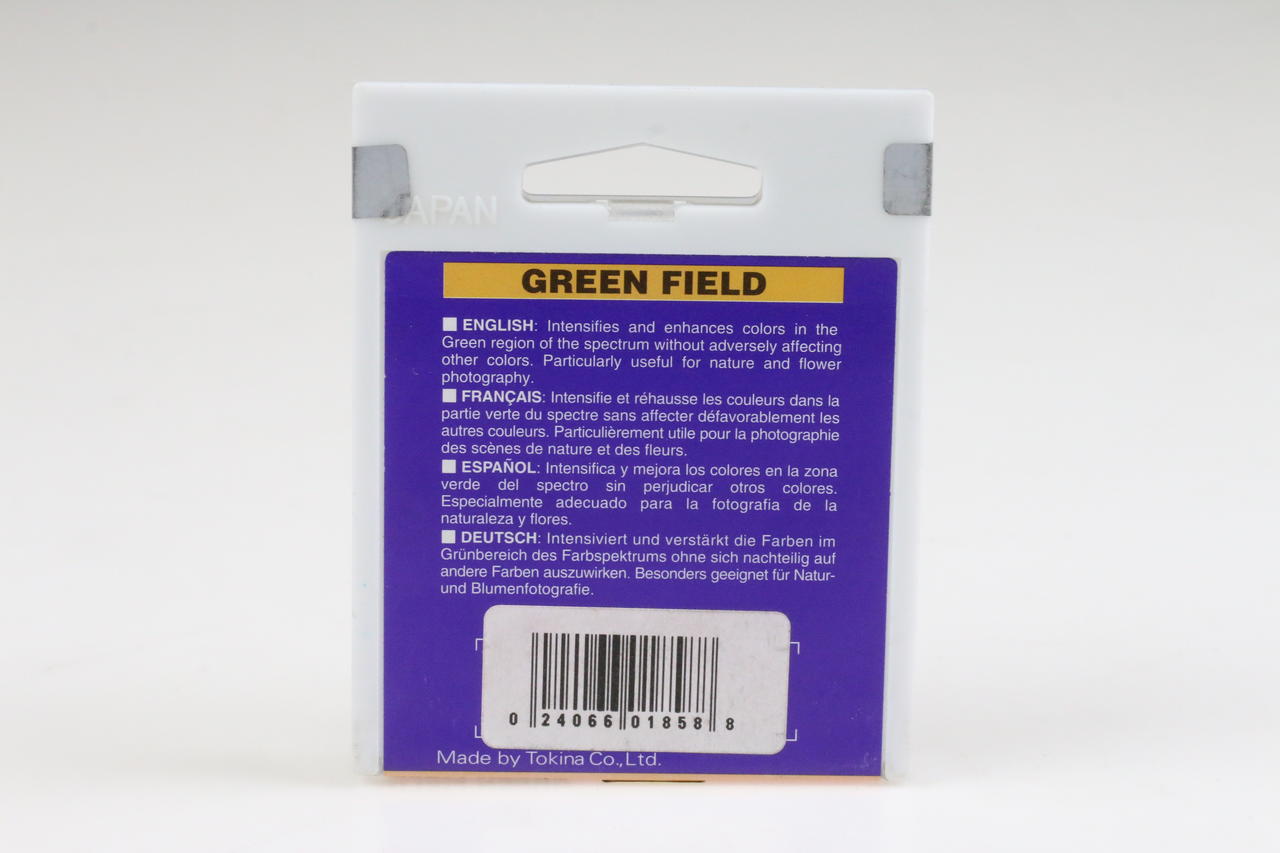 JAPAN
GREEN FIELD
■ ENGLISH: Intensifies and enhances colors in the
Green region of the spectrum without adversely affecting
other colors. Particularly useful for nature and flower
photography.
■ FRANÇAIS: Intensifie et réhausse les couleurs dans la
partie verte du spectre sans affecter défavorablement les
autres couleurs. Particulièrement utile pour la photographie
des scènes de nature et des fleurs.
■ ESPAÑOL: Intensifica y mejora los colores en la zona
verde del spectro sin perjudicar otros colores.
Especialmente adecuado para la fotografia de la
naturaleza y flores.
■ DEUTSCH: Intensiviert und verstärkt die Farben im
Grünbereich des Farbspektrums ohne sich nachteilig auf
andere Farben auszuwirken. Besonders geeignet für Natur-
und Blumenfotografie.
0 24066 01858 8
Made by Tokina Co.,Ltd.